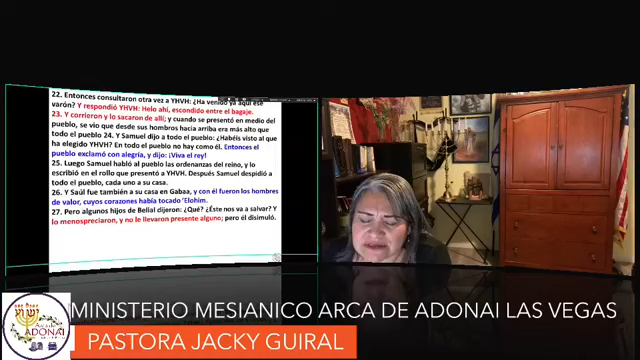 22. Entonces consultaron otra vez a YHVH: ¿Ha venido ya aquí ese
varón? Y respondió YHVH: Helo ahí, escondido entre el bagaje.
23. Y corrieron y lo sacaron de allí; y cuando se presentó en medio del
pueblo, se vio que desde sus hombros hacia arriba era más alto que
todo el pueblo 24. Y Samuel dijo a todo el pueblo: ¿Habéis visto al que
ha elegido YHVH? En todo el pueblo no hay como él. Entonces el
pueblo exclamó con alegría, y dijo: ¡Viva el rey!
25. Luego Samuel habló al pueblo las ordenanzas del reino, y lo
escribió en el rollo que presentó a YHVH. Después Samuel despidió a
todo el pueblo, cada uno a su casa.
26. Y Saúl fue también a su casa en Gabaa, y con él fueron los hombres
de valor, cuyos corazones había tocado 'Elohim.
27. Pero algunos hijos de Belial dijeron: ¿Qué? ¿Éste nos va a salvar? Y
lo menospreciaron, y no le llevaron presente alguno; pero él disimuló.
MINISTERIO MESIANICO ARCA DE ADONAI LAS VEGAS
PASTORA JACKY GUIRAL
ADONAI